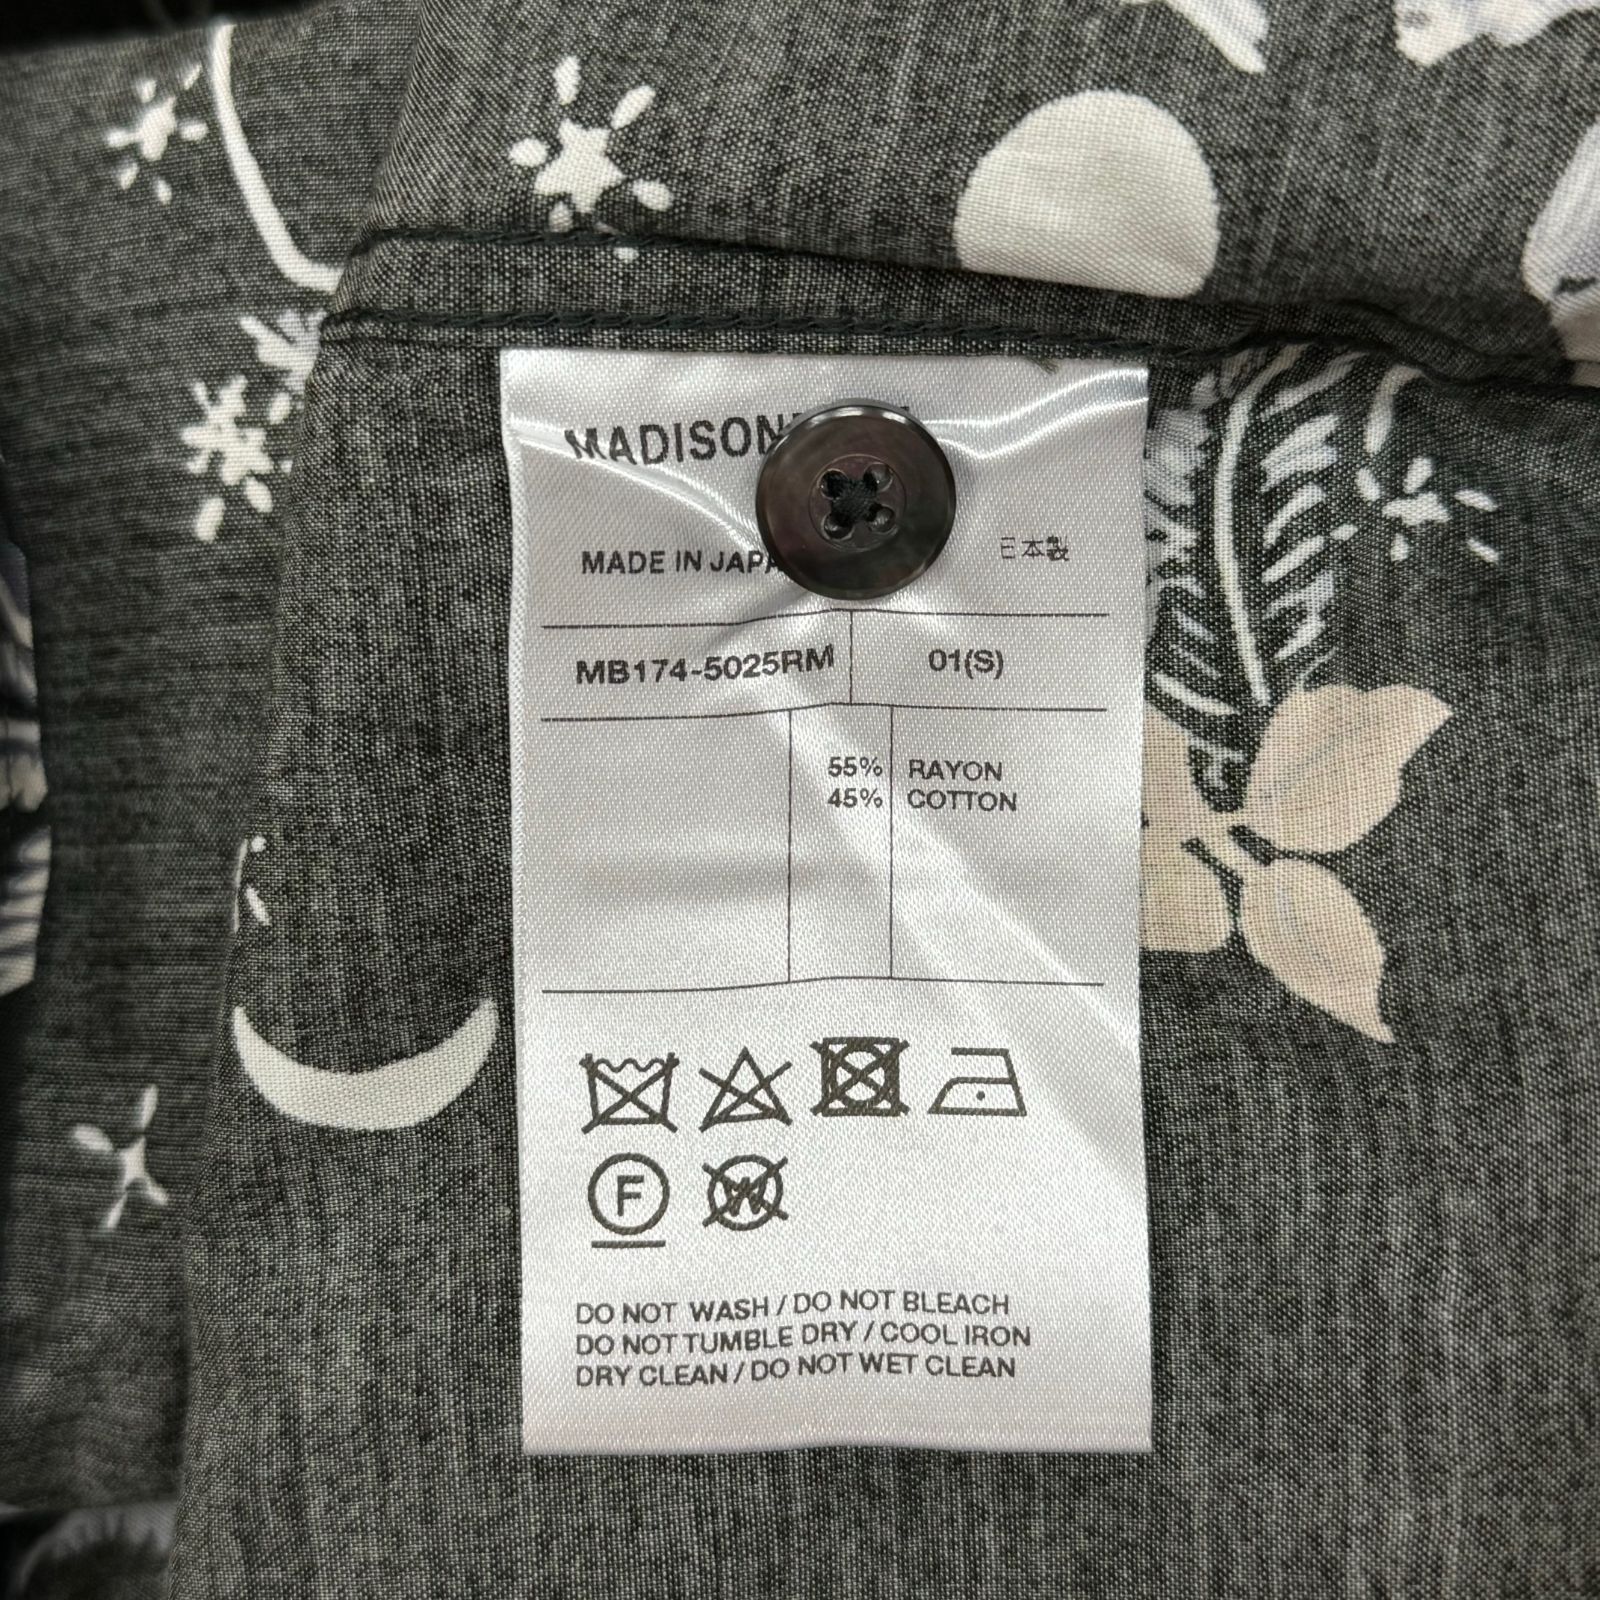 MADISON
MADE IN JAPA 日本製
MB174-5025RM 01(S)
55% RAYON
45% COTTON
F
W
DO NOT WASH / DO NOT BLEACH
DO NOT TUMBLE DRY / COOL IRON
DRY CLEAN / DO NOT WET CLEAN